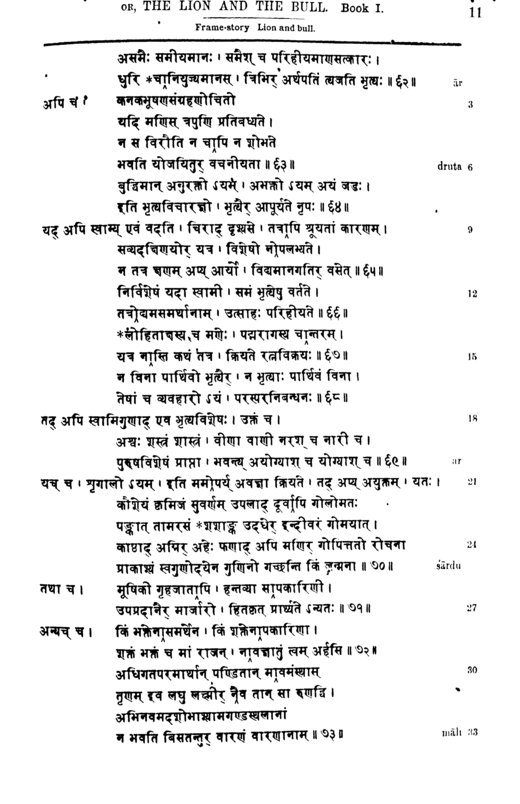 OR, THE LION AND THE BULL. Book I.
11
Frame-story Lion and bull.
असमैः समीयमानः । समैश् च परिहीयमाणसत्कारः ।
धुरि *चानियुज्यमानस् । त्रिभिर् अर्थपतिं त्यजति भृत्यः ॥ ६२ ॥ ār
अपि च । कनकभूषणसंग्रहणोचितो 3
यदि मणिस् त्रपुणि प्रतिबध्यते ।
न स विरौति न चापि न शोभते
भवति योजयितुर् वचनीयता ॥ ६३ ॥ druta 6
बुद्धिमान् अनुरक्तो ऽयम् । अभक्तो ऽयम् अयं जडः ।
इति भृत्यविचारज्ञो । भृत्यैर् आपूर्यते नृपः ॥ ६४ ॥
यद् अपि स्वाम्य् एवं वदति । चिराद् दृष्टासे । तत्रापि श्रूयतां कारणम् । 9
सव्यदक्षिणयोर् यत्र । विशेषो नोपलभ्यते ।
न तत्र क्षणम् अप्य् आर्यो । विद्यमानगतिर् वसेत् ॥ ६५ ॥
निर्विशेषं यदा स्वामी । समं भृत्येषु वर्तते । 12
तत्रोद्यमसमर्थानाम् । उत्साहः परिहीयते ॥ ६६ ॥
*लोहिताक्षस्य च मणेः । पद्मरागस्य चान्तरम् ।
यत्र नास्ति कथं तत्र । क्रियते रत्नविक्रयः ॥ ६७ ॥ 15
न विना पार्थिवो भृत्यैर् । न भृत्याः पार्थिवं विना ।
तेषां च व्यवहारो ऽयं । परस्परनिबन्धनः ॥ ६८ ॥
तद् अपि स्वामिगुणाद् एव भृत्यविशेषः । उक्तं च । 18
अश्वः शस्त्रं शास्त्रं । वीणा वाणी नरश् च नारी च ।
पुरुषविशेषं प्राप्ता । भवन्त्य् अयोग्याश् च योग्याश् च ॥ ६९ ॥ ar
यच् च । शृगालो ऽयम् । इति ममोपर्य् अवज्ञा क्रियते । तद् अप्य् अयुक्तम् । यतः । 21
कौशेयं कृमिजं सुवर्णम् उपलाद् दूर्वापि गोलोमतः
पङ्कात् तामरसं *शशाङ्क उदधेर् इन्दीवरं गोमयात् ।
काष्ठाद् अग्निर् अहेः फणाद् अपि मणिर् गोपित्ततो रोचना 24
प्राकाश्यं स्वगुणोदयेन गुणिनो गच्छन्ति किं जन्मना ॥ ७० ॥ śārdu
तथा च । मूषिकी गृहजातापि । हन्तव्या सापकारिणी ।
उपप्रदानैर् मार्जारो । हितकृत् प्रार्थ्यते ऽन्यतः ॥ ७१ ॥ 27
अन्यच् च । किं भक्तेनासमर्थेन । किं शक्तेनापकारिणा ।
शक्तं भक्तं च मां राजन् । नावज्ञातुं त्वम् अर्हसि ॥ ७२ ॥
अधिगतपरमार्थान् पण्डितान् मावमंस्थास् 30
तृणम् इव लघु लक्ष्मीर् नैव तान् सा रुणद्धि ।
अभिनवमदशोभाश्यामगण्डस्थलानां
न भवति बिसतन्तुर् वारणं वारणानाम् ॥ ७३ ॥ māli 33